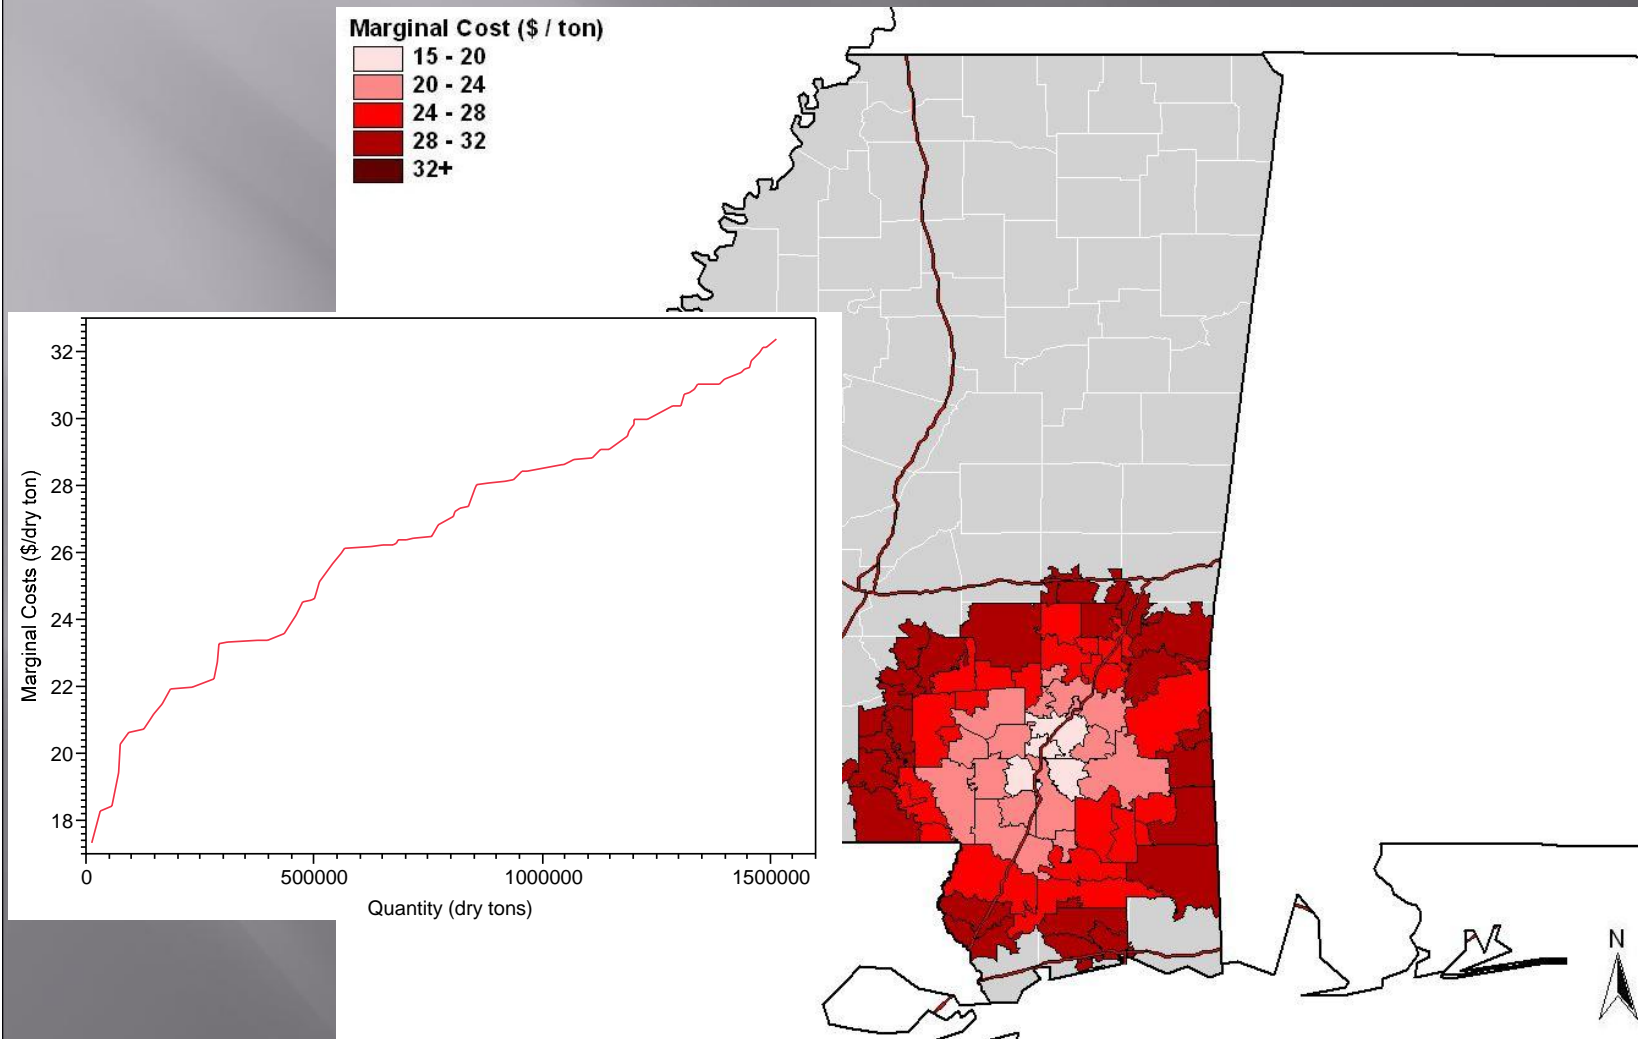 Marginal Cost ($ / ton)
15 - 20
20 - 24
24 - 28
28 - 32
32+
Marginal Costs ($/dry ton)
32
30
28
26
24
22
20
18
0
500000
1000000
1500000
Quantity (dry tons)
N